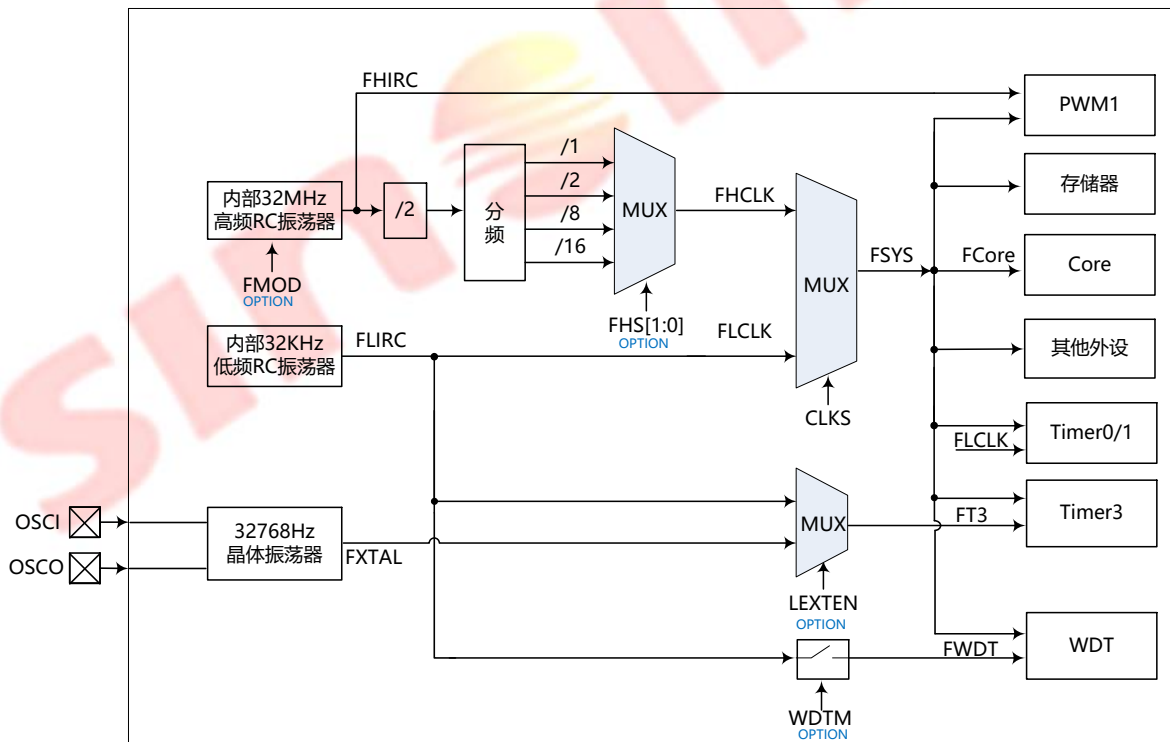 FHIRC
PWM1
/1
/2
/8
/16
内部32MHz
高频RC振荡器
/2
分
频
MUX
FHCLK
存储器
FMOD
OPTION
FHS[1:0]
OPTION
MUX
FSYS
FCore
Core
内部32KHz
低频RC振荡器
FLIRC
FLCLK
其他外设
CLKS
FLCLK
Timer0/1
OSCI
OSCO
32768Hz
晶体振荡器
FXTAL
MUX
FT3
Timer3
LEXTEN
OPTION
FWDT
WDT
WDTM
OPTION